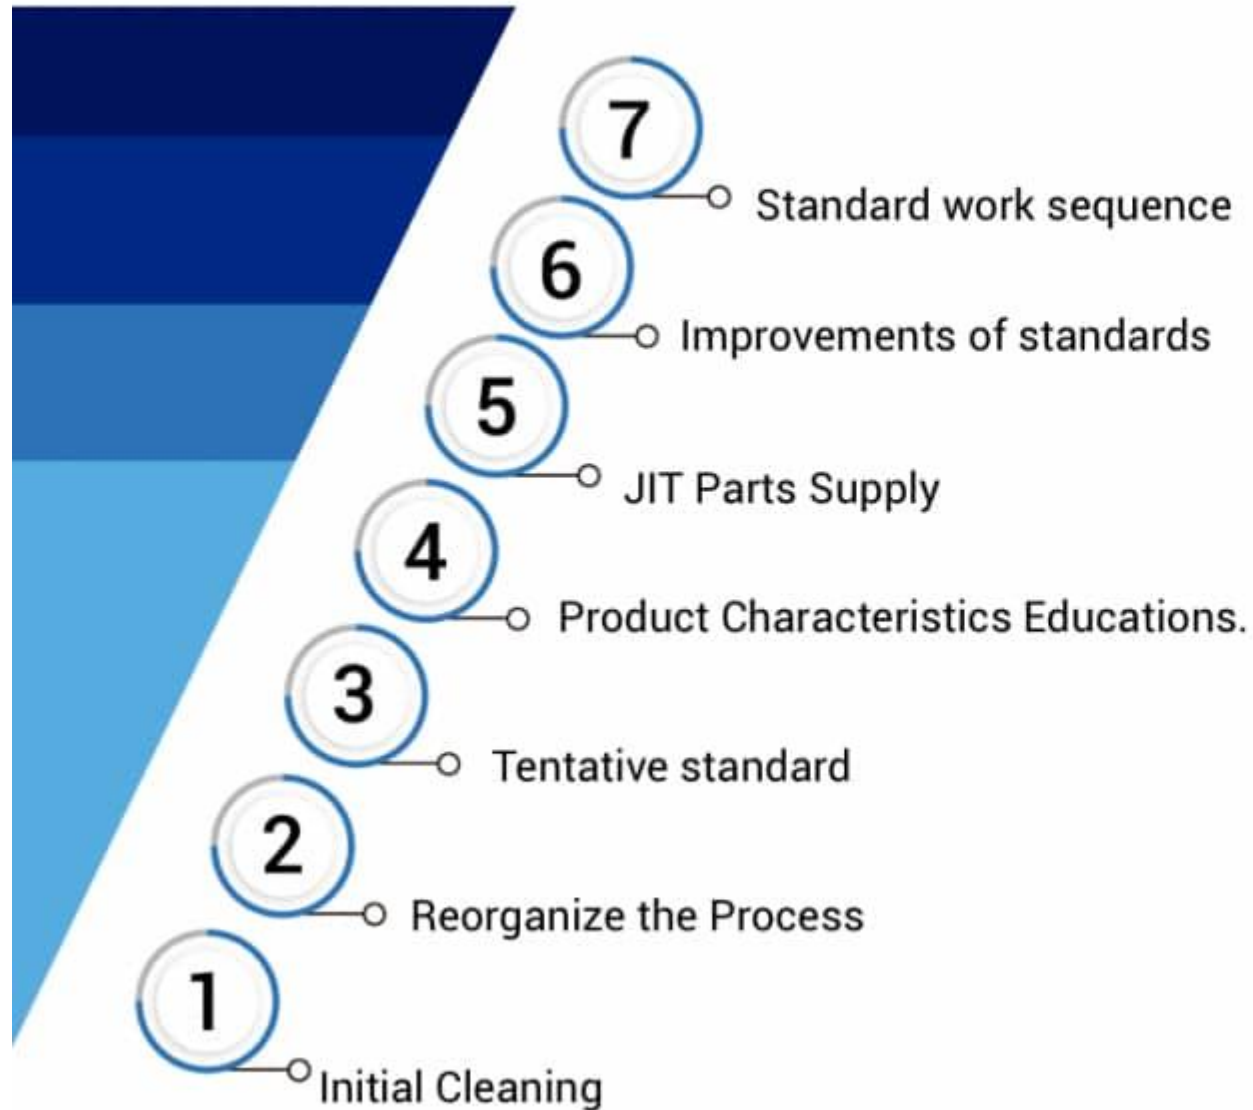 7
Standard work sequence
6
Improvements of standards
5
JIT Parts Supply
4
Product Characteristics Educations.
3
Tentative standard
2
Reorganize the Process
1
Initial Cleaning